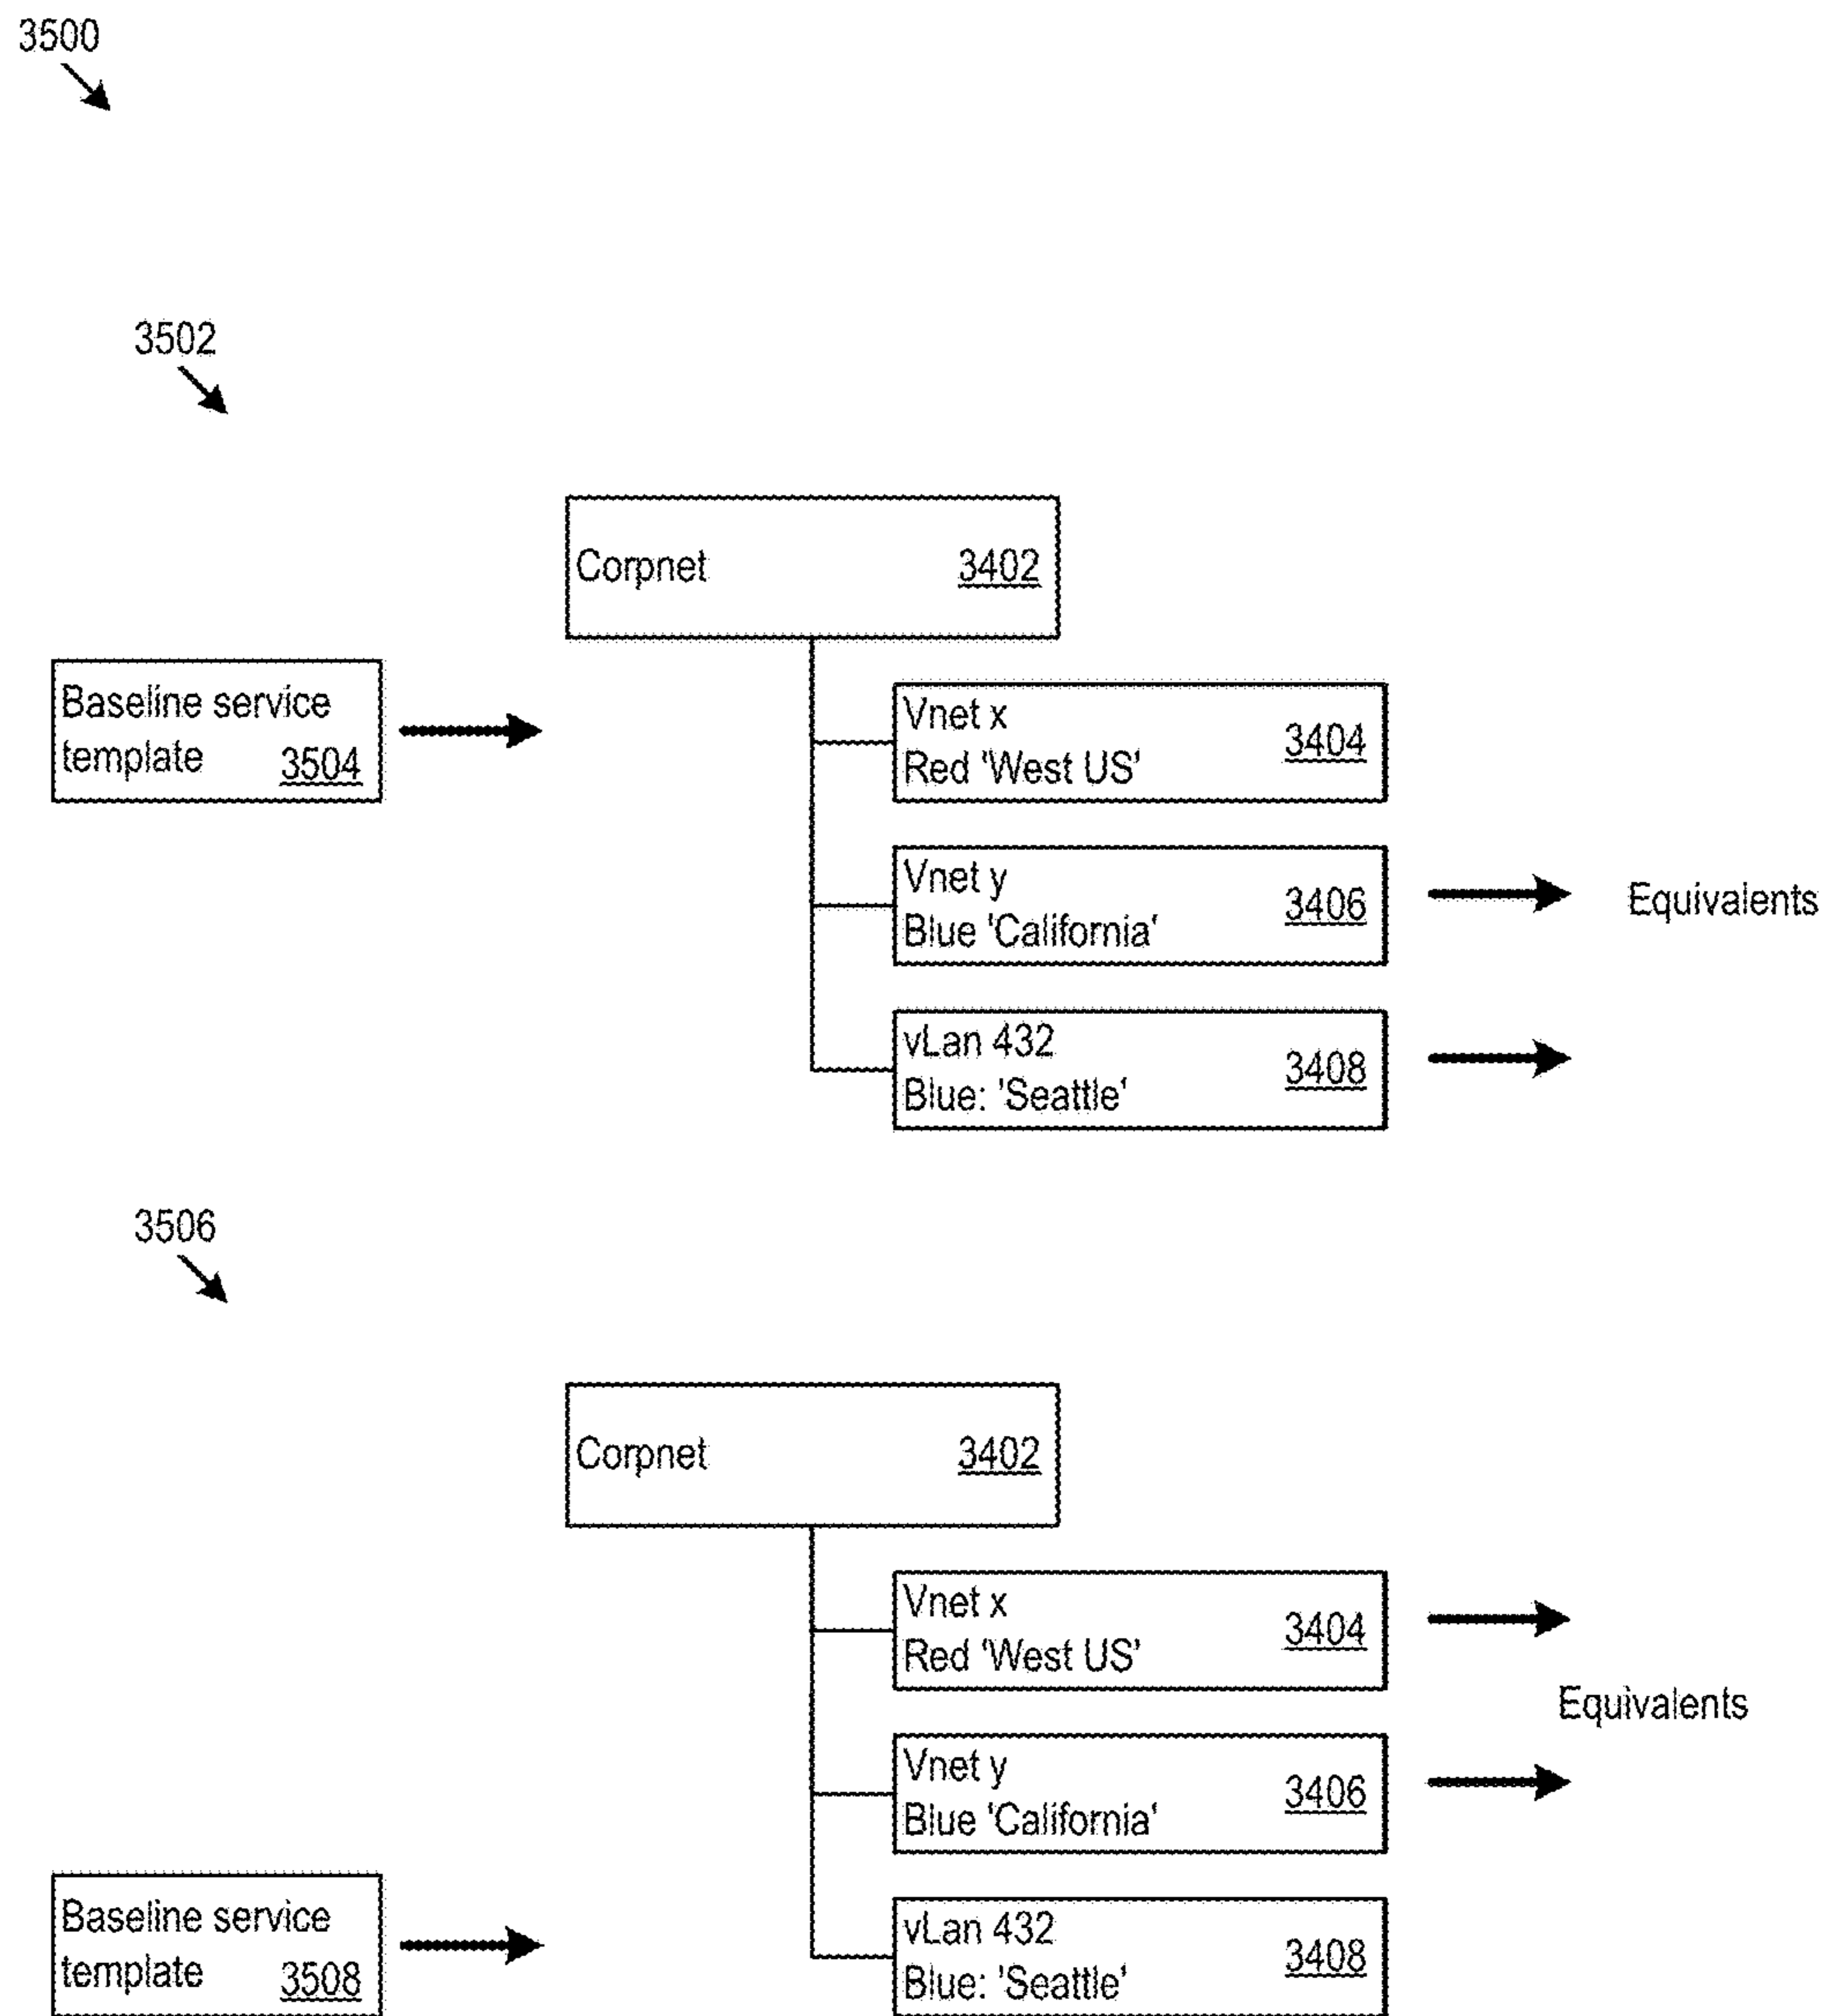 3500
3502
Corpnet 3402
Baseline service
template 3504
Vnet x
Red 'West US'
3404
Vnet y
Blue 'California'
3406
Equivalents
vLan 432
Blue: 'Seattle'
3408
3506
Corpnet 3402
Vnet x
Red 'West US'
3404
Equivalents
Vnet y
Blue 'California'
3406
Baseline service
template 3508
vLan 432
Blue: 'Seattle'
3408